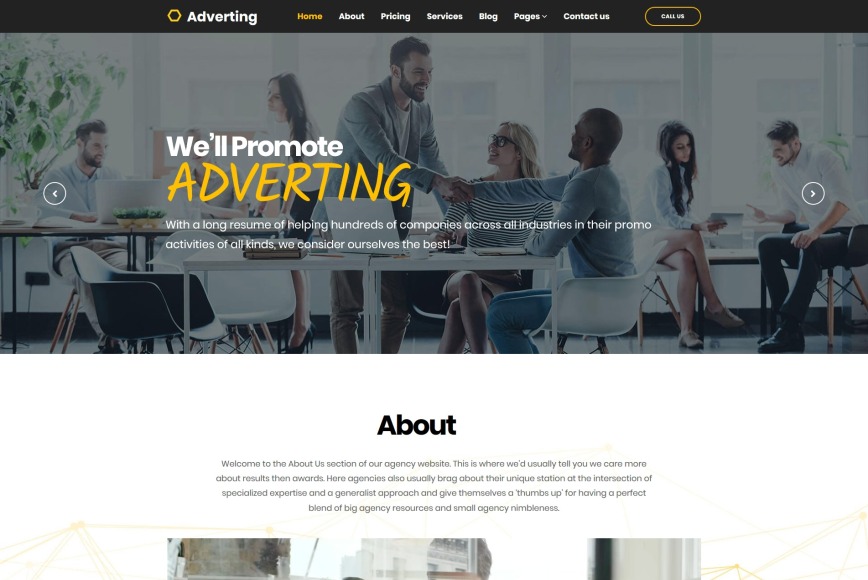 Adverting
Home About Pricing Services Blog Pages Contact us
CALL US
We'll Promote
ADVERTING
With a long resume of helping hundreds of companies across all industries in their promo
activities of all kinds, we consider ourselves the best!
About
Welcome to the About Us section of our agency website. This is where we'd usually tell you we care more
about results then awards. Here agencies also usually brag about their unique station at the intersection of
specialized expertise and a generalist approach and give themselves a 'thumbs up' for having a perfect
blend of big agency resources and small agency nimbleness.